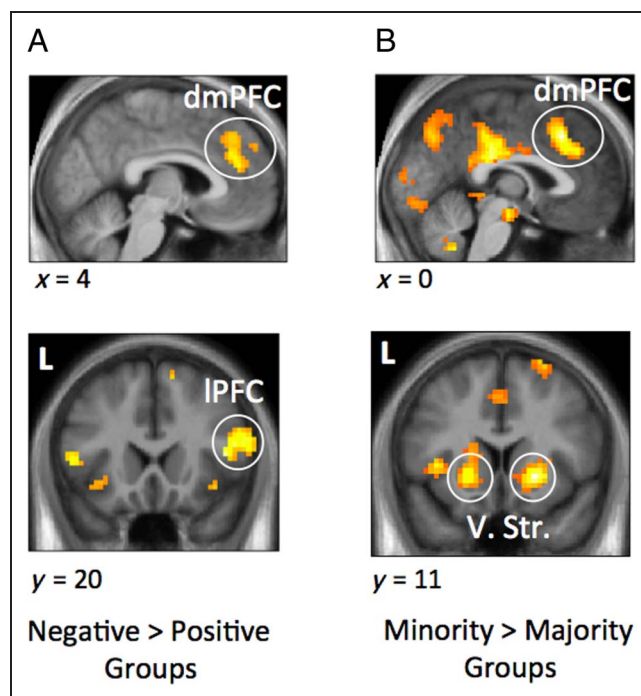 A
B
dmPFC
dmPFC
x = 4
x = 0
L
lPFC
L
V. Str.
y = 20
y = 11
Negative > Positive
Groups
Minority > Majority
Groups